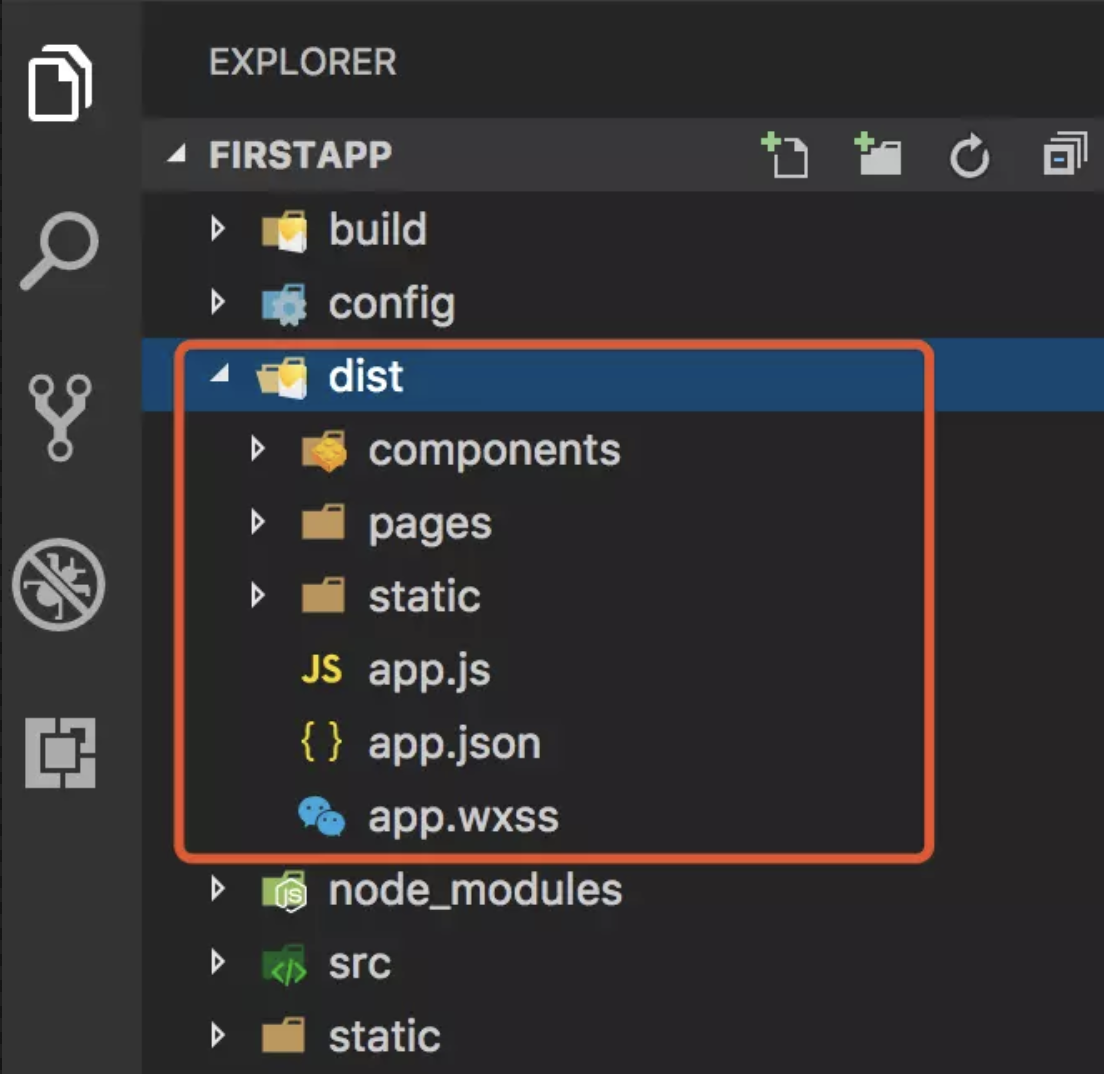 EXPLORER
FIRSTAPP
build
config
dist
components
pages
static
JS app.js
{ } app.json
app.wxss
node_modules
src
static